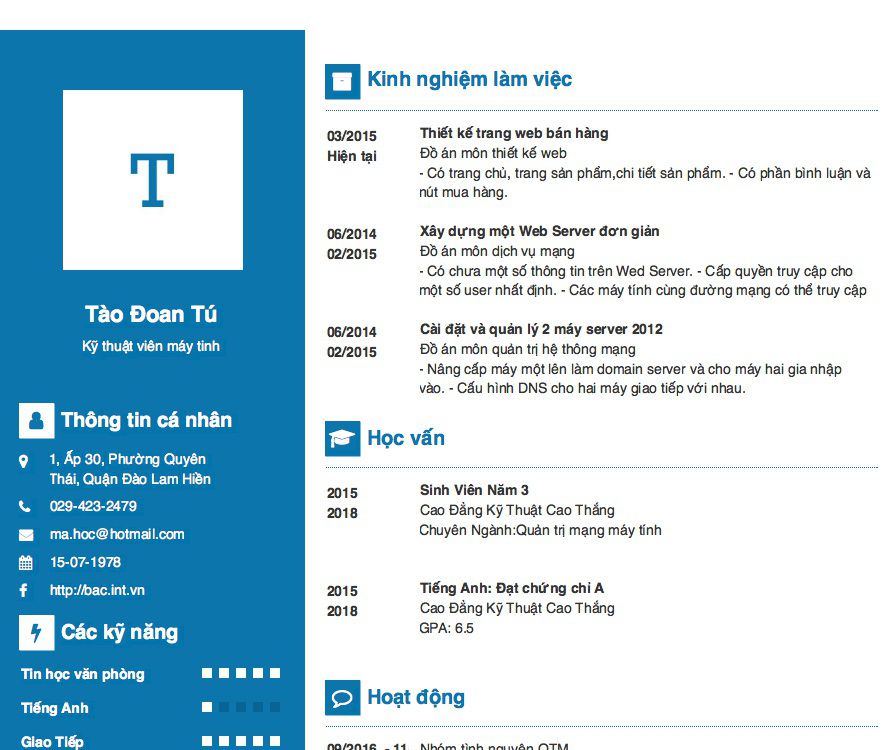 T
Tào Đoan Tú
Kỹ thuật viên máy tinh
Thông tin cá nhân
1, Ấp 30, Phường Quyên
Thái, Quận Đào Lam Hiền
029-423-2479
ma.hoc@hotmail.com
15-07-1978
http://bac.int.vn
Các kỹ năng
Tin học văn phòng
Tiếng Anh
Giao Tiếp
Kinh nghiệm làm việc
03/2015
Hiện tại
Thiết kế trang web bán hàng
Đồ án môn thiết kế web
- Có trang chủ, trang sản phẩm,chi tiết sản phẩm. - Có phần bình luận và
nút mua hàng.
06/2014
02/2015
Xây dựng một Web Server đơn giản
Đồ án môn dịch vụ mạng
- Có chưa một số thông tin trên Wed Server. - Cấp quyền truy cập cho
một số user nhất định. - Các máy tính cùng đường mạng có thể truy cập
06/2014
02/2015
Cài đặt và quản lý 2 máy server 2012
Đồ án môn quản trị hệ thông mạng
- Nâng cấp máy một lên làm domain server và cho máy hai gia nhập
vào. - Cấu hình DNS cho hai máy giao tiếp với nhau.
Học vấn
2015
2018
Sinh Viên Năm 3
Cao Đẳng Kỹ Thuật Cao Thắng
Chuyên Ngành:Quản trị mạng máy tính
2015
2018
Tiếng Anh: Đạt chứng chỉ A
Cao Đẳng Kỹ Thuật Cao Thắng
GPA: 6.5
Hoạt động
09/2016 - 11
Nhóm tình nguyện OTM